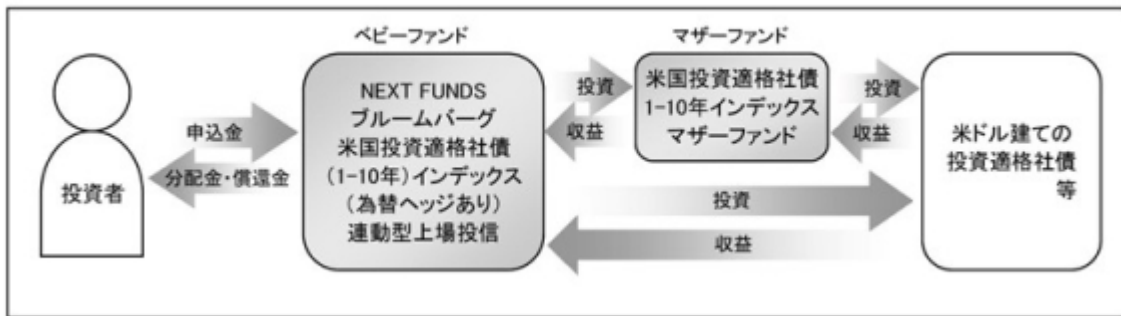 ベビーファンド
マザーファンド
投資者
申込金
分配金・償還金
NEXT FUNDS
ブルームバーグ
米国投資適格社債
(1-10年)インデックス
(為替ヘッジあり)
連動型上場投信
投資
収益
米国投資適格社債
1-10年インデックス
マザーファンド
投資
収益
投資
収益
米ドル建ての
投資適格社債
等